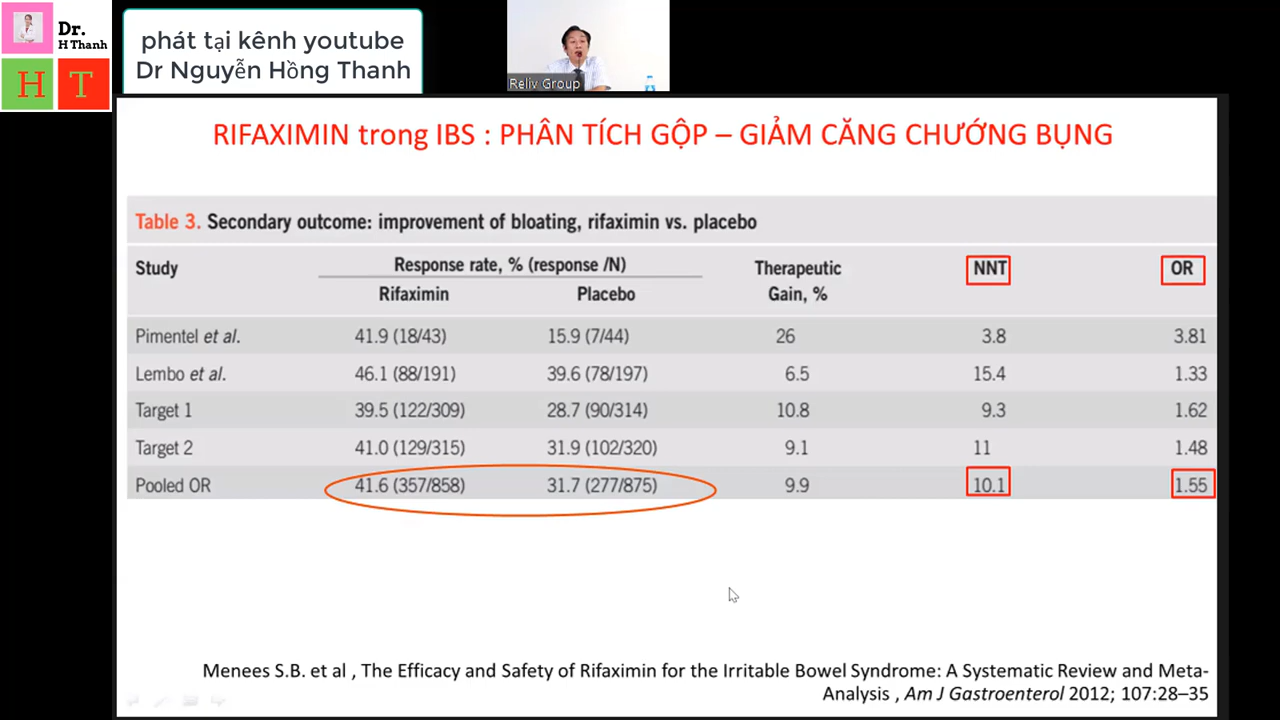 Dr.
H Thanh
H T
phát tại kênh youtube
Dr Nguyễn Hồng Thanh
Reliv Group
RIFAXIMIN trong IBS : PHÂN TÍCH GỘP – GIẢM CĂNG CHƯỚNG BỤNG
Table 3. Secondary outcome: improvement of bloating, rifaximin vs. placebo
Study Response rate, % (response /N) Therapeutic Gain, % NNT OR
Rifaximin Placebo
Pimentel et al. 41.9 (18/43) 15.9 (7/44) 26 3.8 3.81
Lembo et al. 46.1 (88/191) 39.6 (78/197) 6.5 15.4 1.33
Target 1 39.5 (122/309) 28.7 (90/314) 10.8 9.3 1.62
Target 2 41.0 (129/315) 31.9 (102/320) 9.1 11 1.48
Pooled OR 41.6 (357/858) 31.7 (277/875) 9.9 10.1 1.55
Menees S.B. et al , The Efficacy and Safety of Rifaximin for the Irritable Bowel Syndrome: A Systematic Review and Meta-
Analysis , Am J Gastroenterol 2012; 107:28–35